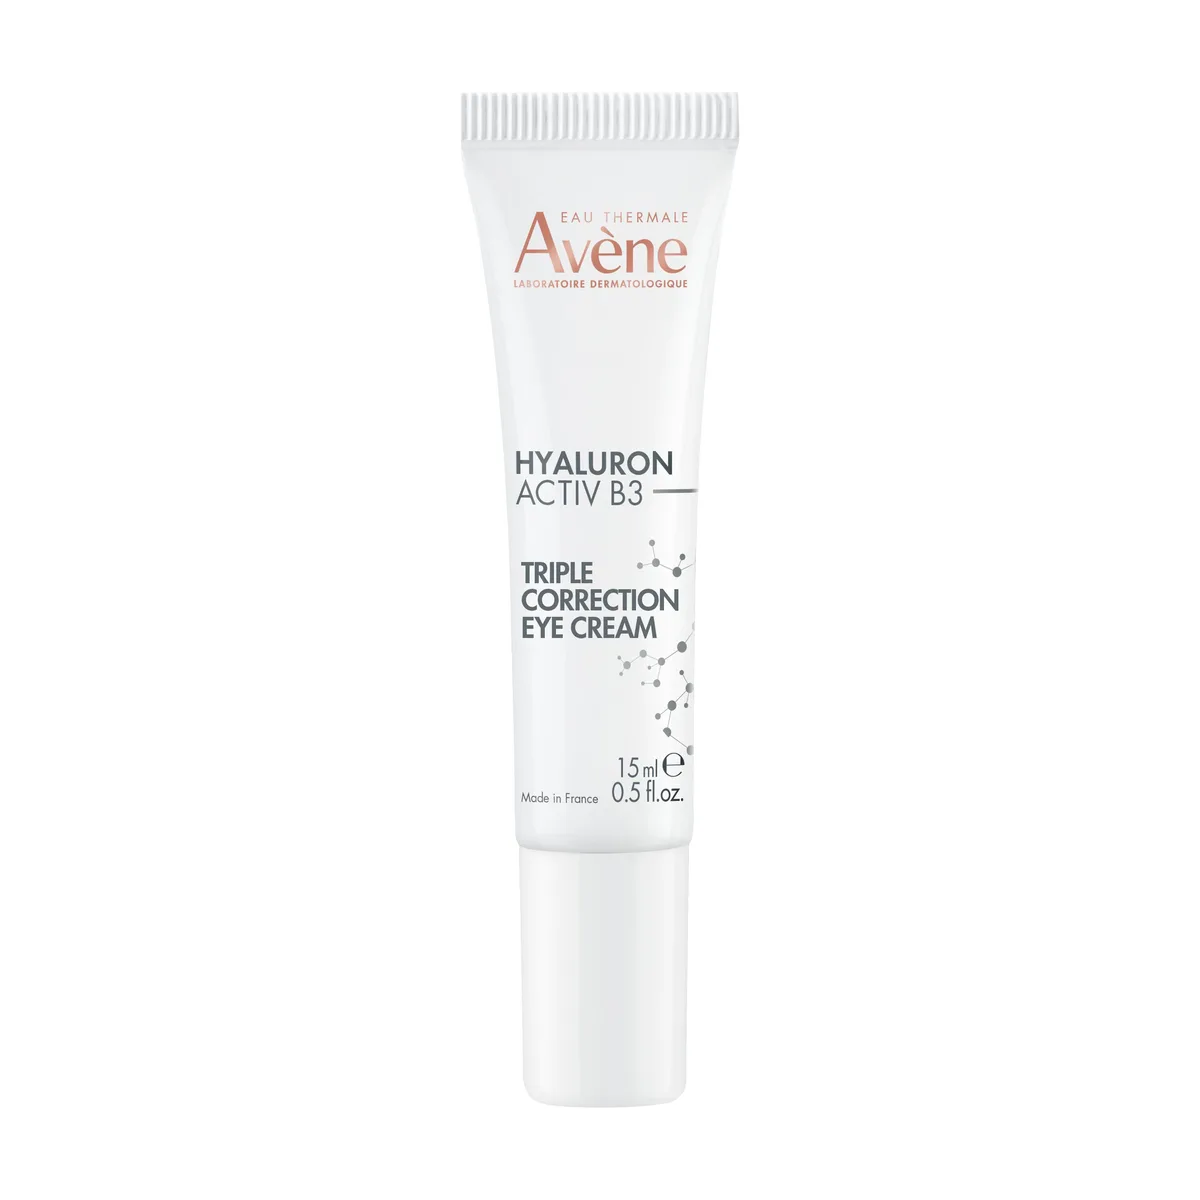 EAU THERMALE
Avène
LABORATOIRE DERMATOLOGIQUE
HYALURON
ACTIV B3
TRIPLE
CORRECTION
EYE CREAM
15 ml e
Made in France 0.5 fl.oz.